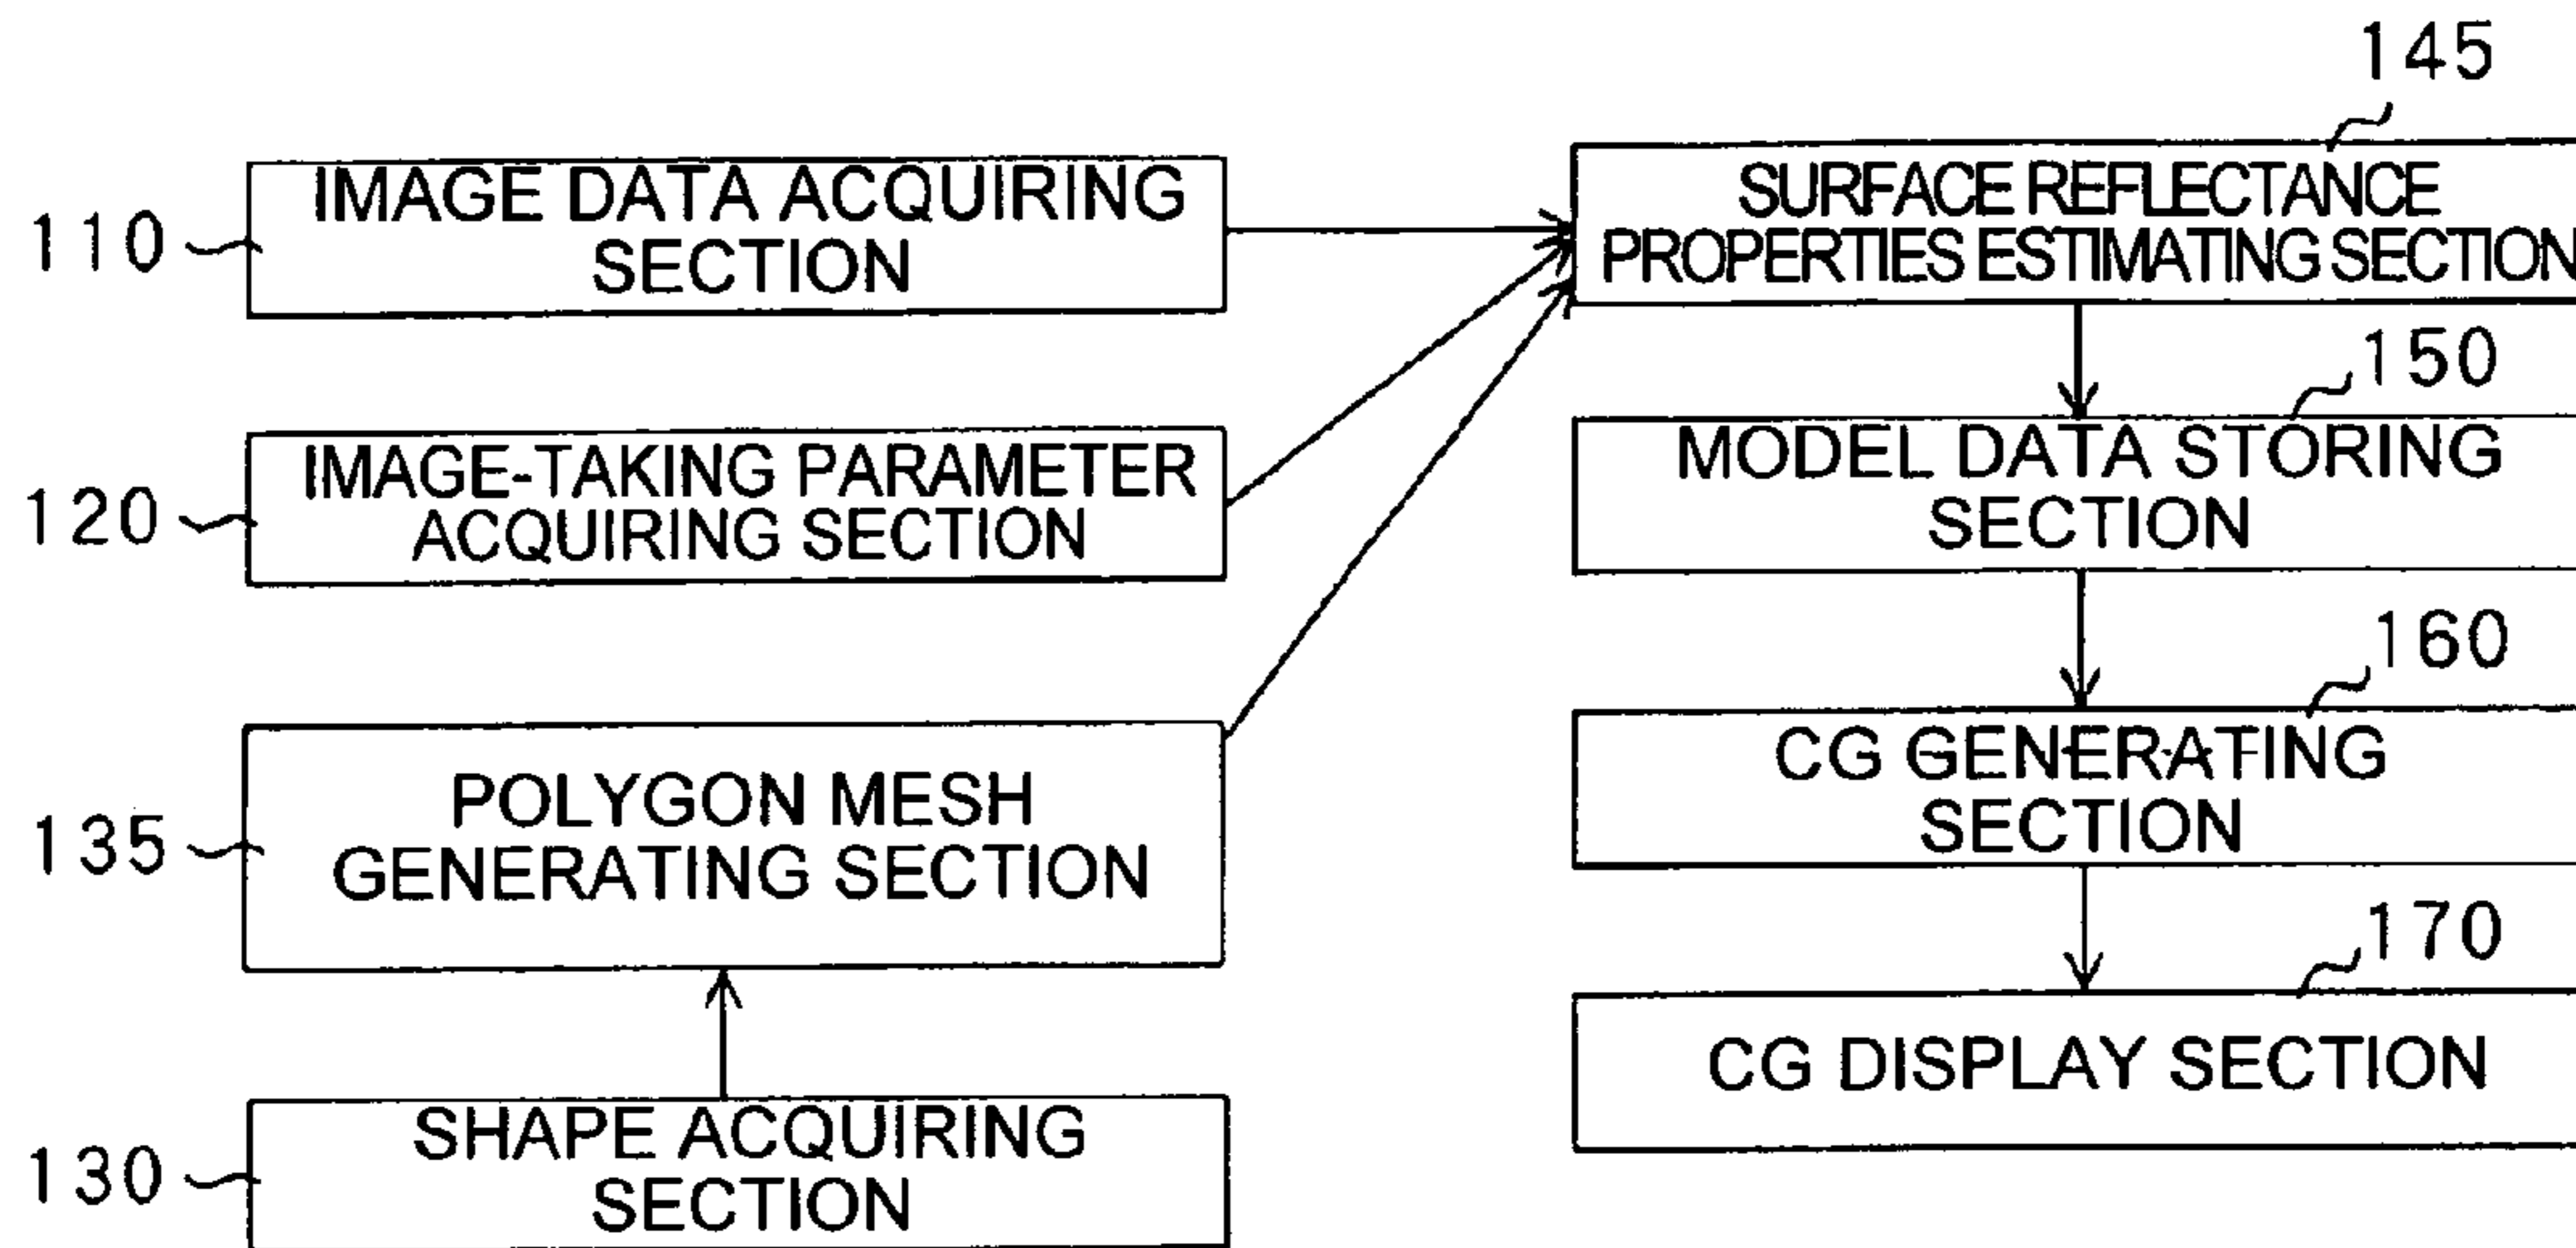 145
110
IMAGE DATA ACQUIRING
SECTION
SURFACE REFLECTANCE
PROPERTIES ESTIMATING SECTION
150
120
IMAGE-TAKING PARAMETER
ACQUIRING SECTION
MODEL DATA STORING
SECTION
160
135
POLYGON MESH
GENERATING SECTION
CG GENERATING
SECTION
170
130
SHAPE ACQUIRING
SECTION
CG DISPLAY SECTION